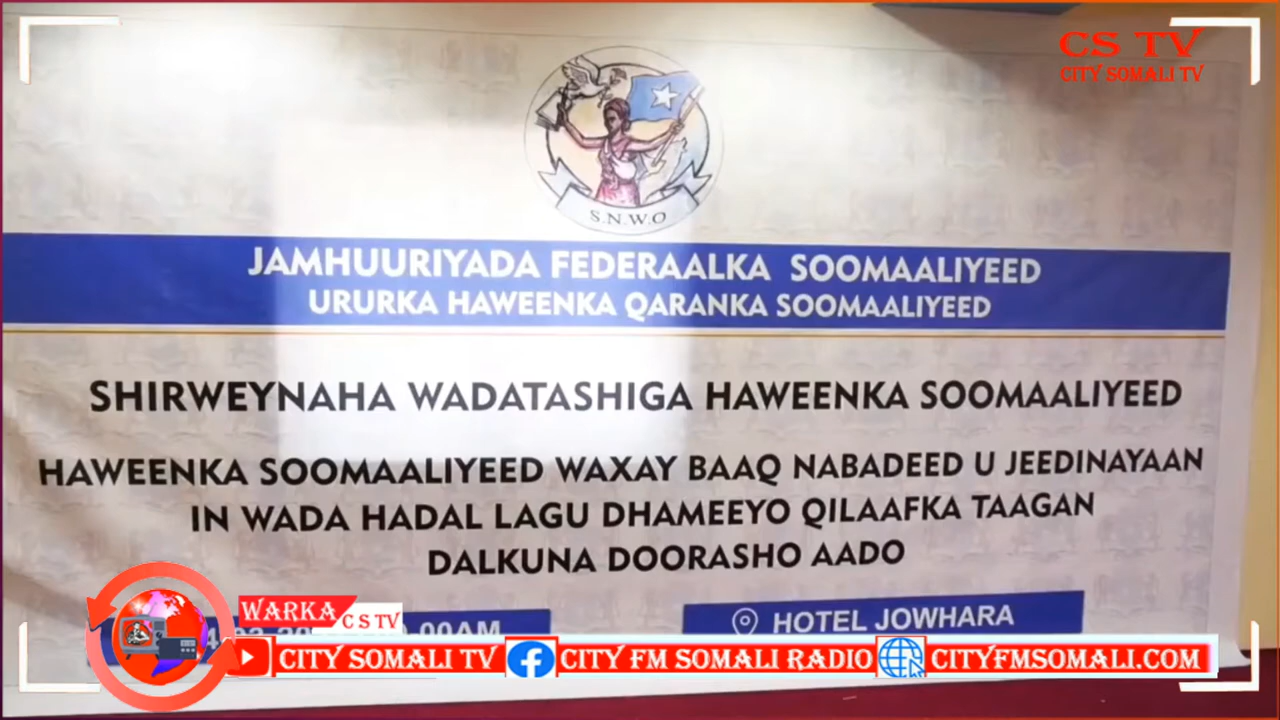 CS TV
CITY SOMALI TV
S.N.W.O
JAMHUURIYADA FEDERAALKA SOOMAALIYEED
URURKA HAWEENKA QARANKA SOOMAALIYEED
SHIRWEYNAHA WADATASHIGA HAWEENKA SOOMAALIYEED
HAWEENKA SOOMAALIYEED WAXAY BAAQ NABADEED U JEEDINAYAAN
IN WADA HADAL LAGU DHAMEEYO QILAAFKA TAAGAN
DALKUNA DOORASHO AADO
HOTEL JOWHARA
WARKA
CS TV
CITY SOMALI TV
CITY FM SOMALI RADIO
CITYFMSOMALI.COM